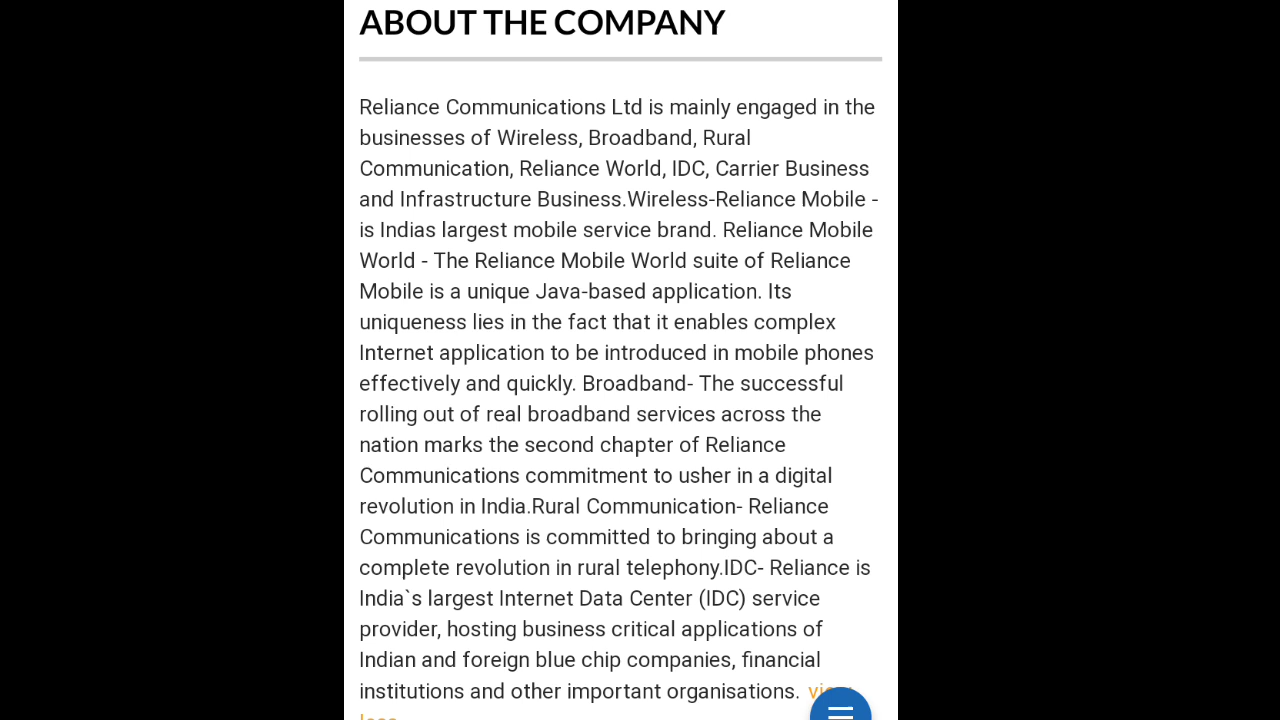 ABOUT THE COMPANY
Reliance Communications Ltd is mainly engaged in the
businesses of Wireless, Broadband, Rural
Communication, Reliance World, IDC, Carrier Business
and Infrastructure Business.Wireless-Reliance Mobile -
is Indias largest mobile service brand. Reliance Mobile
World - The Reliance Mobile World suite of Reliance
Mobile is a unique Java-based application. Its
uniqueness lies in the fact that it enables complex
Internet application to be introduced in mobile phones
effectively and quickly. Broadband- The successful
rolling out of real broadband services across the
nation marks the second chapter of Reliance
Communications commitment to usher in a digital
revolution in India.Rural Communication- Reliance
Communications is committed to bringing about a
complete revolution in rural telephony.IDC- Reliance is
India`s largest Internet Data Center (IDC) service
provider, hosting business critical applications of
Indian and foreign blue chip companies, financial
institutions and other important organisations.